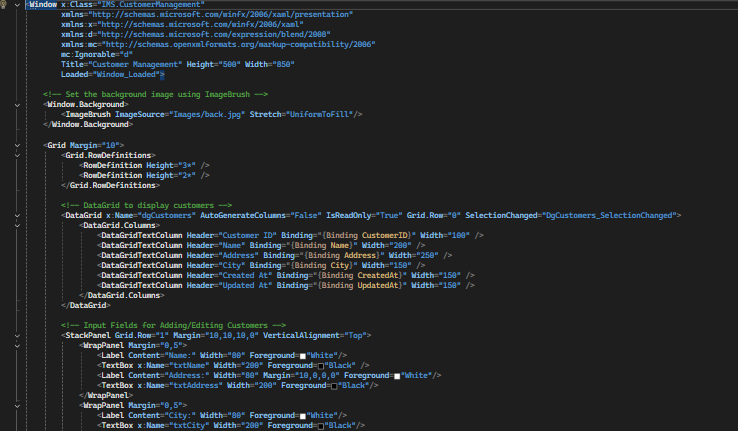 <Window x:Class="IMS.CustomerManagement"
xmlns="http://schemas.microsoft.com/winfx/2006/xaml/presentation"
xmlns:x="http://schemas.microsoft.com/winfx/2006/xaml"
xmlns:d="http://schemas.microsoft.com/expression/blend/2008"
xmlns:mc="http://schemas.openxmlformats.org/markup-compatibility/2006"
mc:Ignorable="d"
Title="Customer Management" Height="500" Width="850"
Loaded="Window_Loaded">
<!-- Set the background image using ImageBrush -->
<Window.Background>
<ImageBrush ImageSource="Images/back.jpg" Stretch="UniformToFill"/>
</Window.Background>
<Grid Margin="10">
<Grid.RowDefinitions>
<RowDefinition Height="3*" />
<RowDefinition Height="2*" />
</Grid.RowDefinitions>
<!-- DataGrid to display customers -->
<DataGrid x:Name="dgCustomers" AutoGenerateColumns="False" IsReadOnly="True" Grid.Row="0" SelectionChanged="DgCustomers_SelectionChanged">
<DataGrid.Columns>
<DataGridTextColumn Header="Customer ID" Binding="{Binding CustomerID}" Width="100" />
<DataGridTextColumn Header="Name" Binding="{Binding Name}" Width="200" />
<DataGridTextColumn Header="Address" Binding="{Binding Address}" Width="250" />
<DataGridTextColumn Header="City" Binding="{Binding City}" Width="150" />
<DataGridTextColumn Header="Created At" Binding="{Binding CreatedAt}" Width="150" />
<DataGridTextColumn Header="Updated At" Binding="{Binding UpdatedAt}" Width="150" />
</DataGrid.Columns>
</DataGrid>
<!-- Input Fields for Adding/Editing Customers -->
<StackPanel Grid.Row="1" Margin="10,10,10,0" VerticalAlignment="Top">
<WrapPanel Margin="0,5">
<Label Content="Name:" Width="80" Foreground="White"/>
<TextBox x:Name="txtName" Width="200" Foreground="Black" />
<Label Content="Address:" Width="80" Margin="10,0,0,0" Foreground="White"/>
<TextBox x:Name="txtAddress" Width="200" Foreground="Black"/>
</WrapPanel>
<WrapPanel Margin="0,5">
<Label Content="City:" Width="80" Foreground="White"/>
<TextBox x:Name="txtCity" Width="200" Foreground="Black"/>